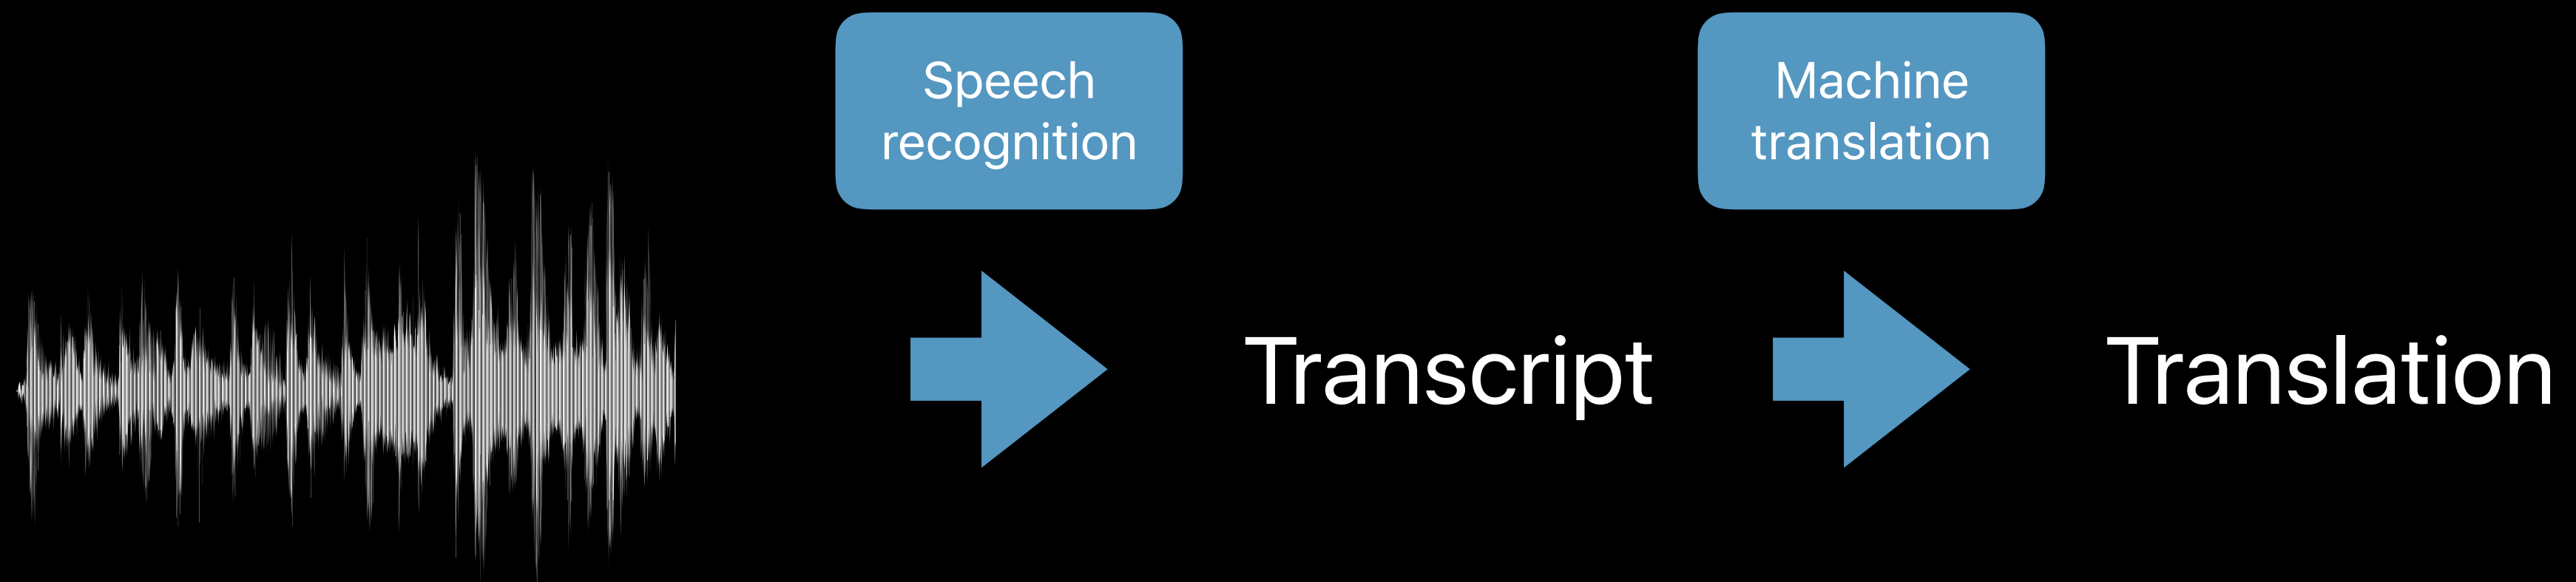 Speech
recognition
Transcript
Machine
translation
Translation